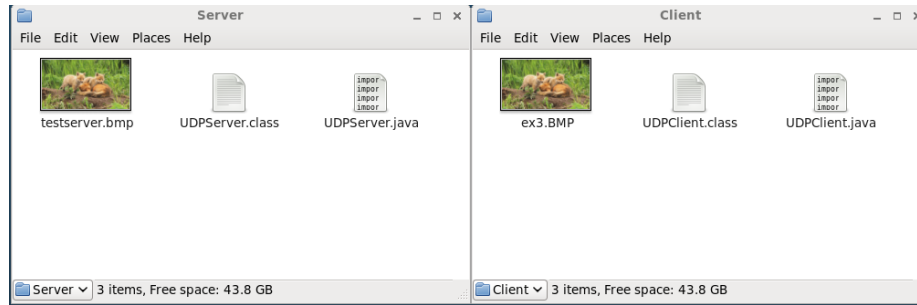 Server
File Edit View Places Help
impor
impor
impor
impor
testserver.bmp UDPServer.class UDPServer.java
Server 3 items, Free space: 43.8 GB
Client
File Edit View Places Help
impor
impor
impor
impor
ex3.BMP UDPClient.class UDPClient.java
Client 3 items, Free space: 43.8 GB